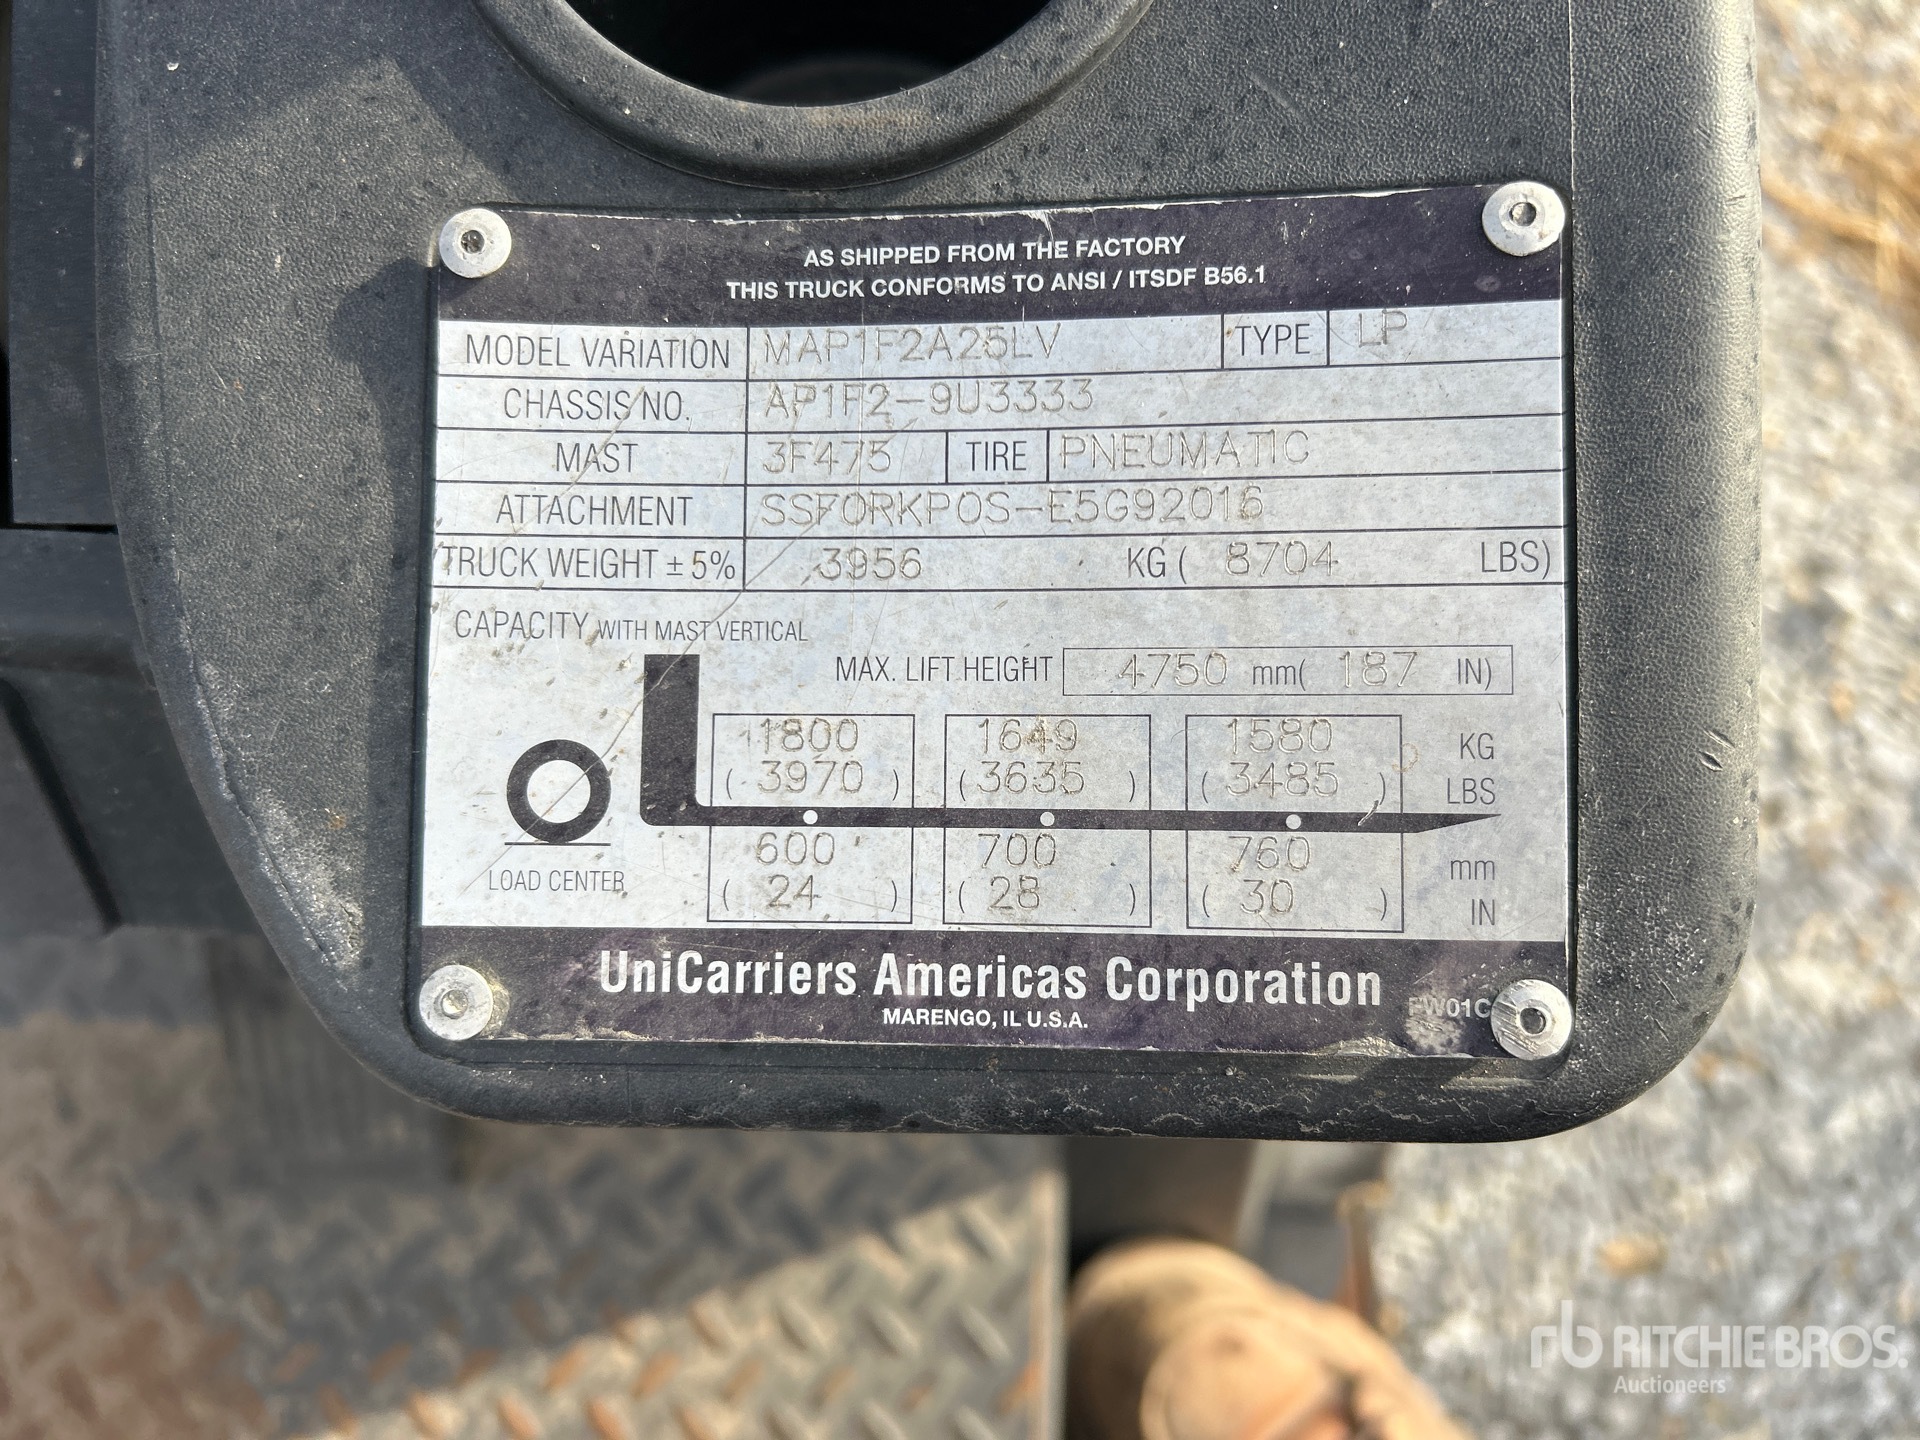 AS SHIPPED FROM THE FACTORY
THIS TRUCK CONFORMS TO ANSI / ITSDF B56.1
MODEL VARIATION MAP1F2A25LV TYPE LP
CHASSIS NO. AP1F2-9U3333
MAST 3F475 TIRE PNEUMATIC
ATTACHMENT SSFORKPOS-E5G92016
TRUCK WEIGHT ± 5% 3956 KG ( 8704 LBS)
CAPACITY WITH MAST VERTICAL
MAX. LIFT HEIGHT 4750 mm( 187 IN)
1800 1649 1580 KG
( 3970 ) ( 3635 ) ( 3485 ) LBS
600 700 760 mm
LOAD CENTER ( 24 ) ( 28 ) ( 30 ) IN
UniCarriers Americas Corporation
MARENGO, IL U.S.A. FW01C
rb RITCHIE BROS.
Auctioneers